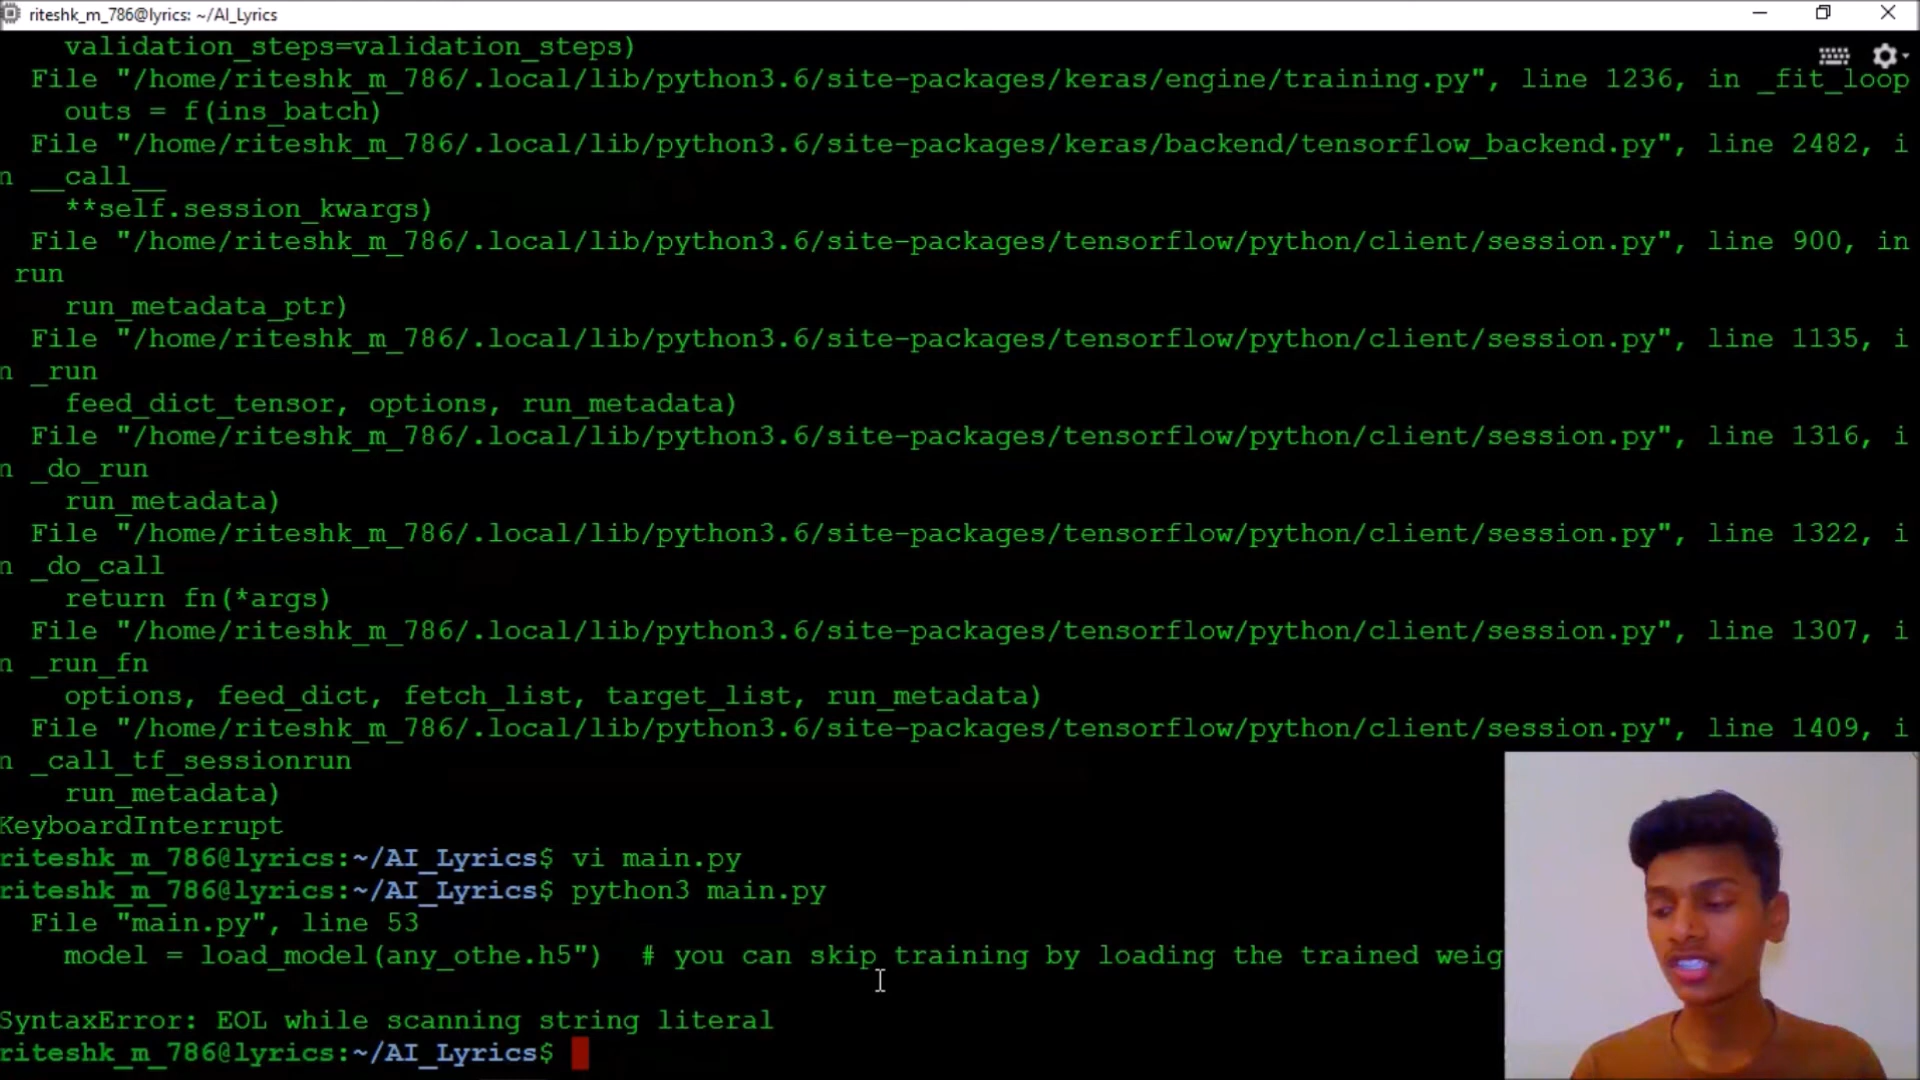 riteshk_m_786@lyrics: ~/AI_Lyrics
validation_steps=validation_steps)
File "/home/riteshk_m_786/.local/lib/python3.6/site-packages/keras/engine/training.py", line 1236, in _fit_loop
outs = f(ins_batch)
File "/home/riteshk_m_786/.local/lib/python3.6/site-packages/keras/backend/tensorflow_backend.py", line 2482, i
n __call__
**self.session_kwargs)
File "/home/riteshk_m_786/.local/lib/python3.6/site-packages/tensorflow/python/client/session.py", line 900, in
run
run_metadata_ptr)
File "/home/riteshk_m_786/.local/lib/python3.6/site-packages/tensorflow/python/client/session.py", line 1135, i
n _run
feed_dict_tensor, options, run_metadata)
File "/home/riteshk_m_786/.local/lib/python3.6/site-packages/tensorflow/python/client/session.py", line 1316, i
n _do_run
run_metadata)
File "/home/riteshk_m_786/.local/lib/python3.6/site-packages/tensorflow/python/client/session.py", line 1322, i
n _do_call
return fn(*args)
File "/home/riteshk_m_786/.local/lib/python3.6/site-packages/tensorflow/python/client/session.py", line 1307, i
n _run_fn
options, feed_dict, fetch_list, target_list, run_metadata)
File "/home/riteshk_m_786/.local/lib/python3.6/site-packages/tensorflow/python/client/session.py", line 1409, i
n _call_tf_sessionrun
run_metadata)
KeyboardInterrupt
riteshk_m_786@lyrics:~/AI_Lyrics$ vi main.py
riteshk_m_786@lyrics:~/AI_Lyrics$ python3 main.py
File "main.py", line 53
model = load_model(any_othe.h5") # you can skip training by loading the trained weig
SyntaxError: EOL while scanning string literal
riteshk_m_786@lyrics:~/AI_Lyrics$